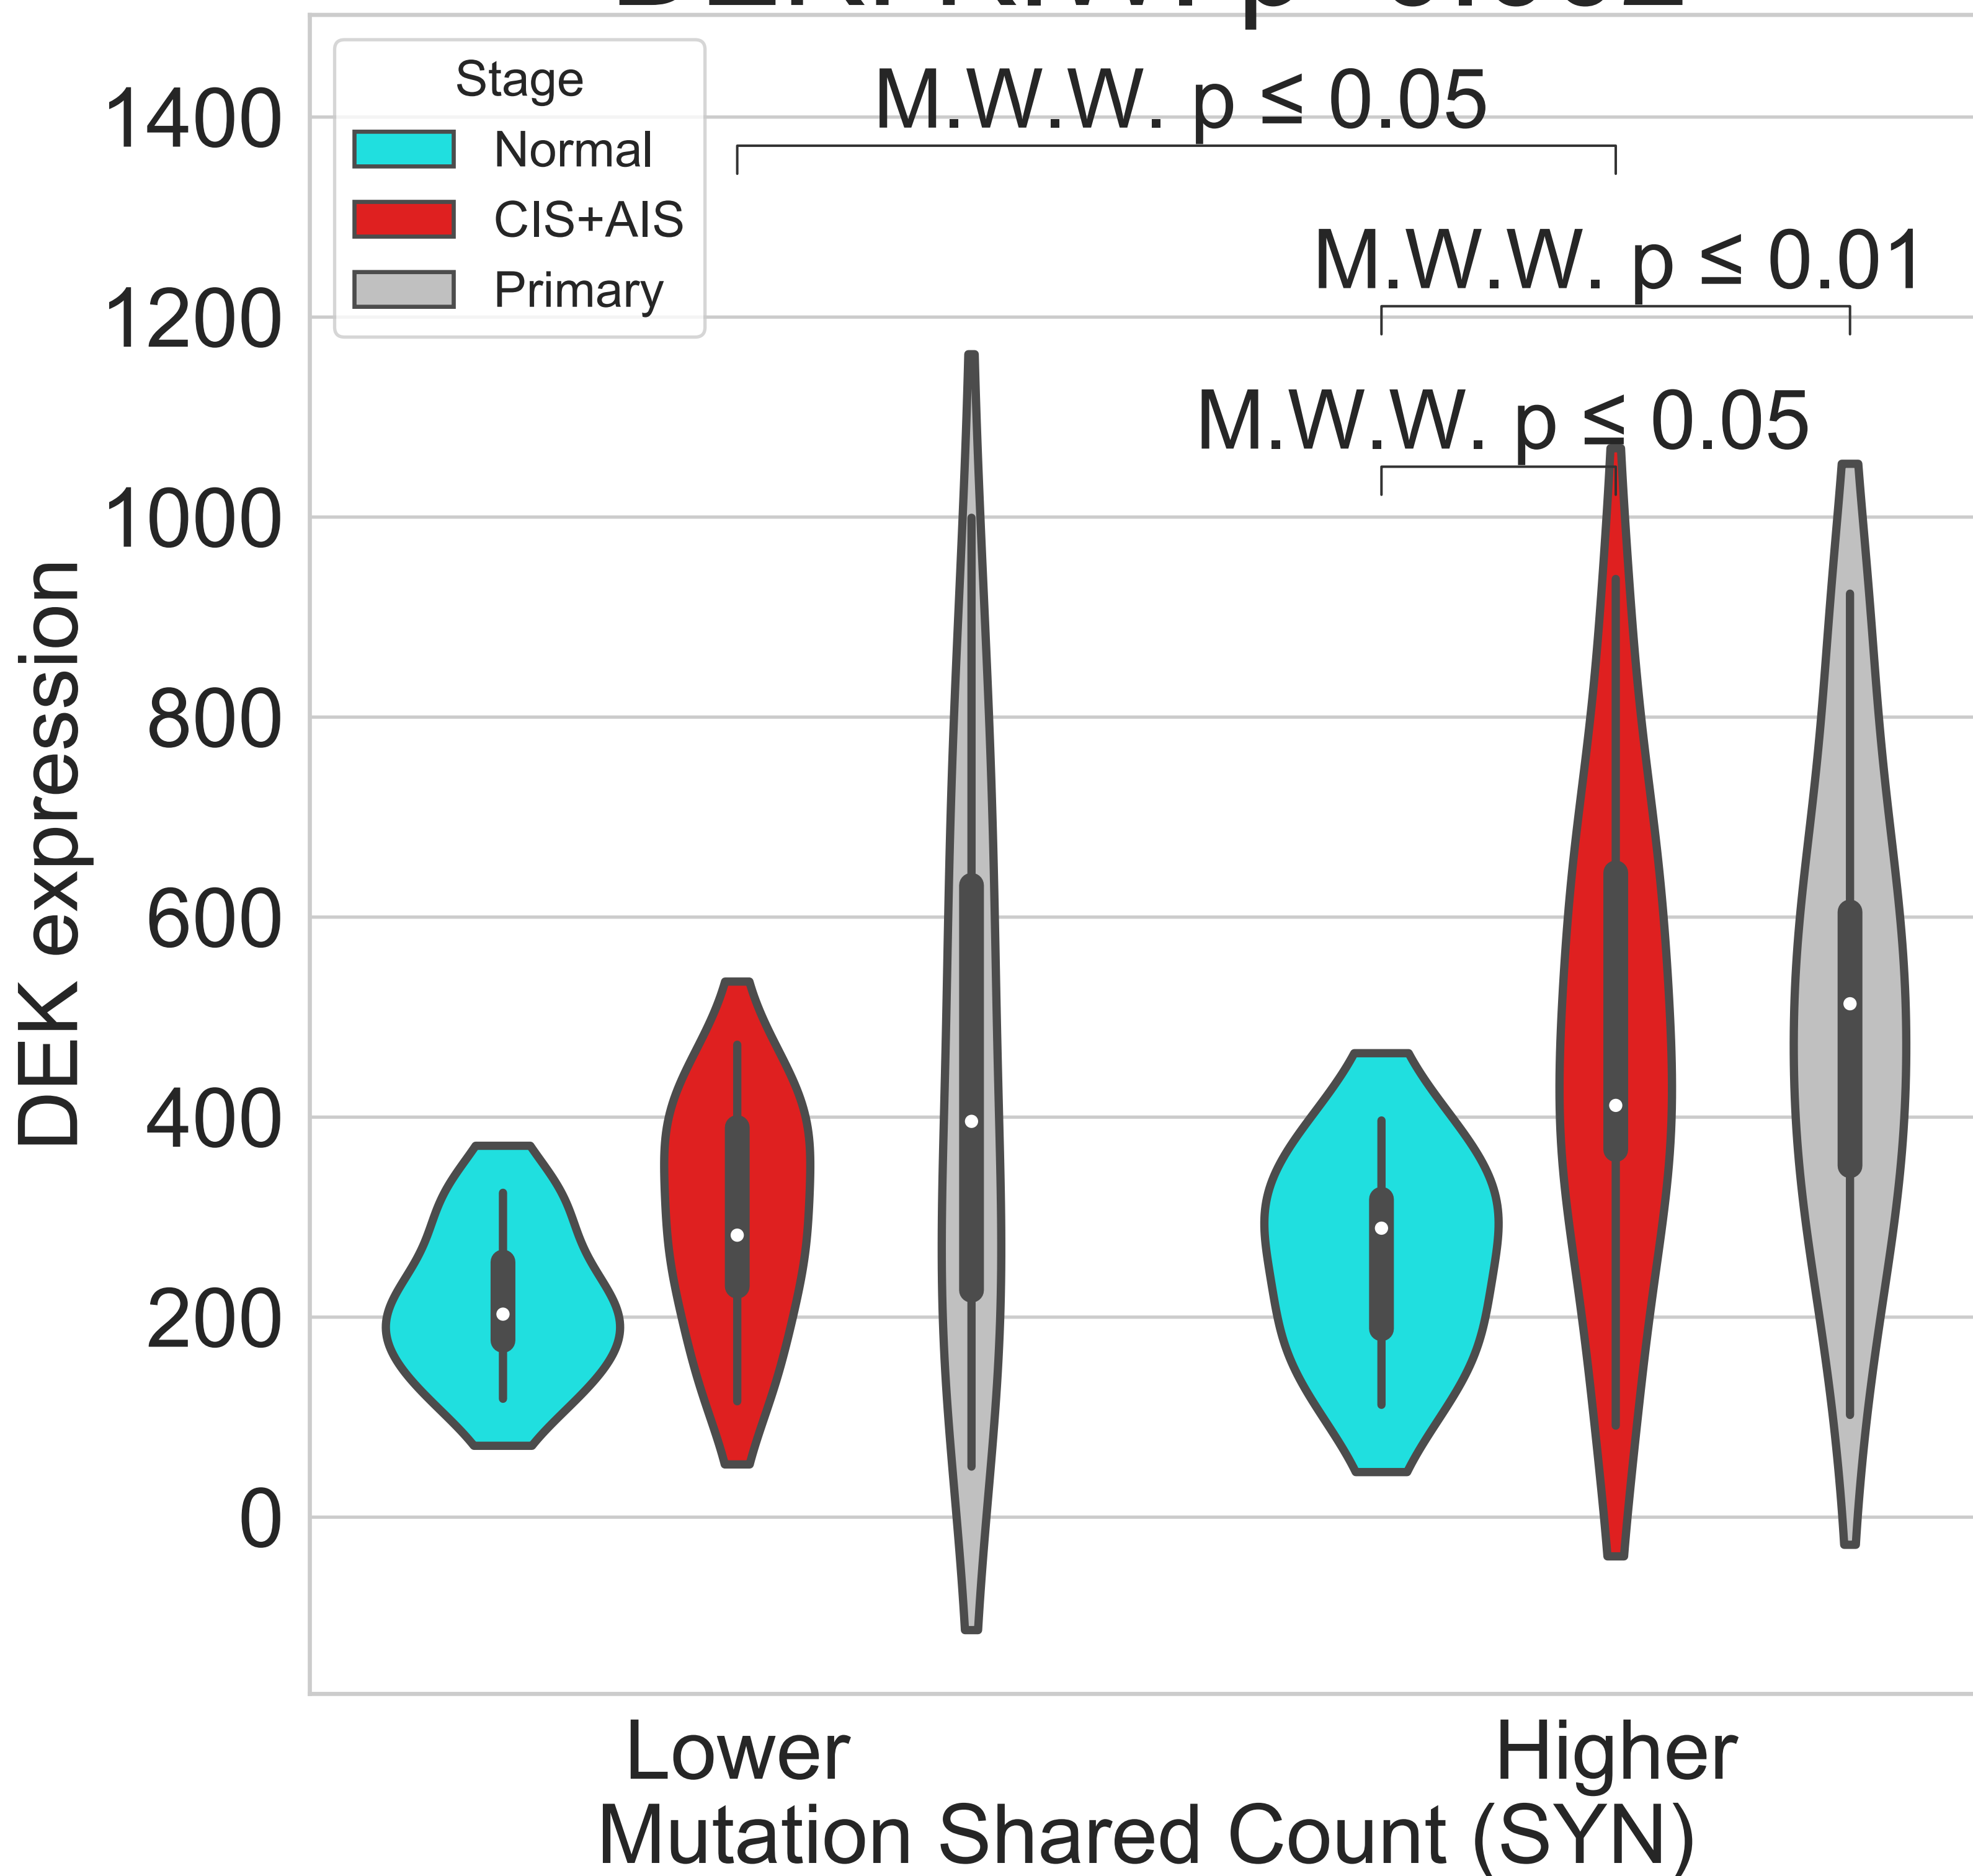 Stage
Normal
CIS+AIS
Primary
M.W.W. p ≤ 0.05
M.W.W. p ≤ 0.01
M.W.W. p ≤ 0.05
1400
1200
1000
800
600
400
200
0
DEK expression
Lower
Higher
Mutation Shared Count (SYN)